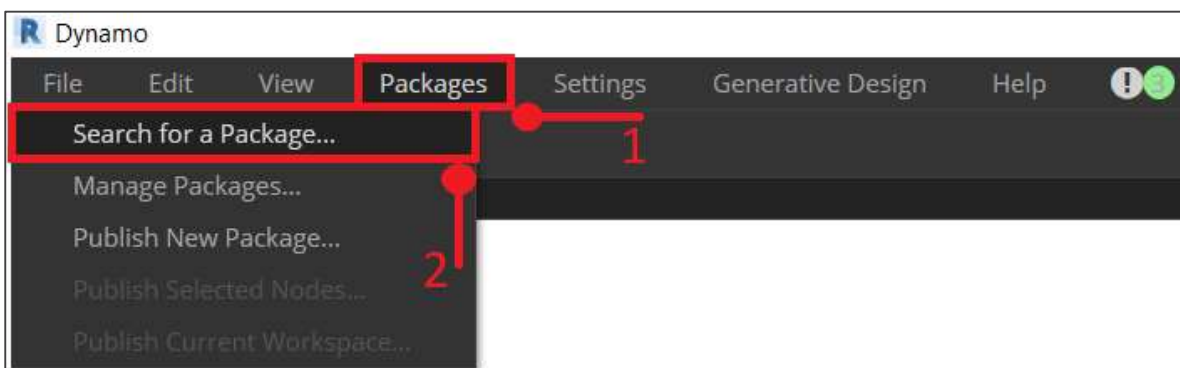 Dynamo
File Edit View Packages Settings Generative Design Help ! 3
Search for a Package...
1
Manage Packages...
Publish New Package...
2
Publish Selected Nodes...
Publish Current Workspace...